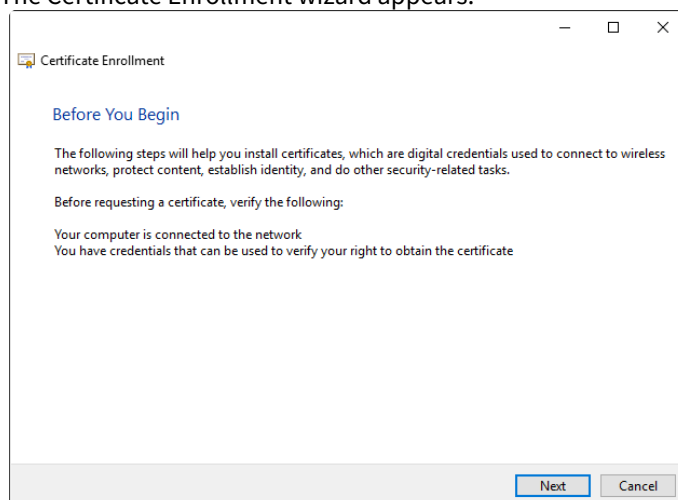 The Certificate Enrollment wizard appears.
Certificate Enrollment
Before You Begin
The following steps will help you install certificates, which are digital credentials used to connect to wireless
networks, protect content, establish identity, and do other security-related tasks.
Before requesting a certificate, verify the following:
Your computer is connected to the network
You have credentials that can be used to verify your right to obtain the certificate
Next
Cancel